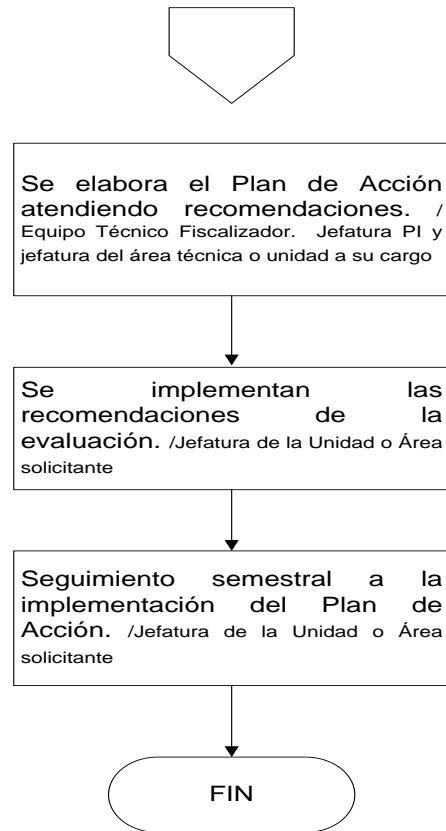 Se elabora el Plan de Acción
atendiendo recomendaciones. /
Equipo Técnico Fiscalizador. Jefatura PI y
jefatura del área técnica o unidad a su cargo
Se implementan las
recomendaciones de la
evaluación. /Jefatura de la Unidad o Área
solicitante
Seguimiento semestral a la
implementación del Plan de
Acción. /Jefatura de la Unidad o Área
solicitante
FIN